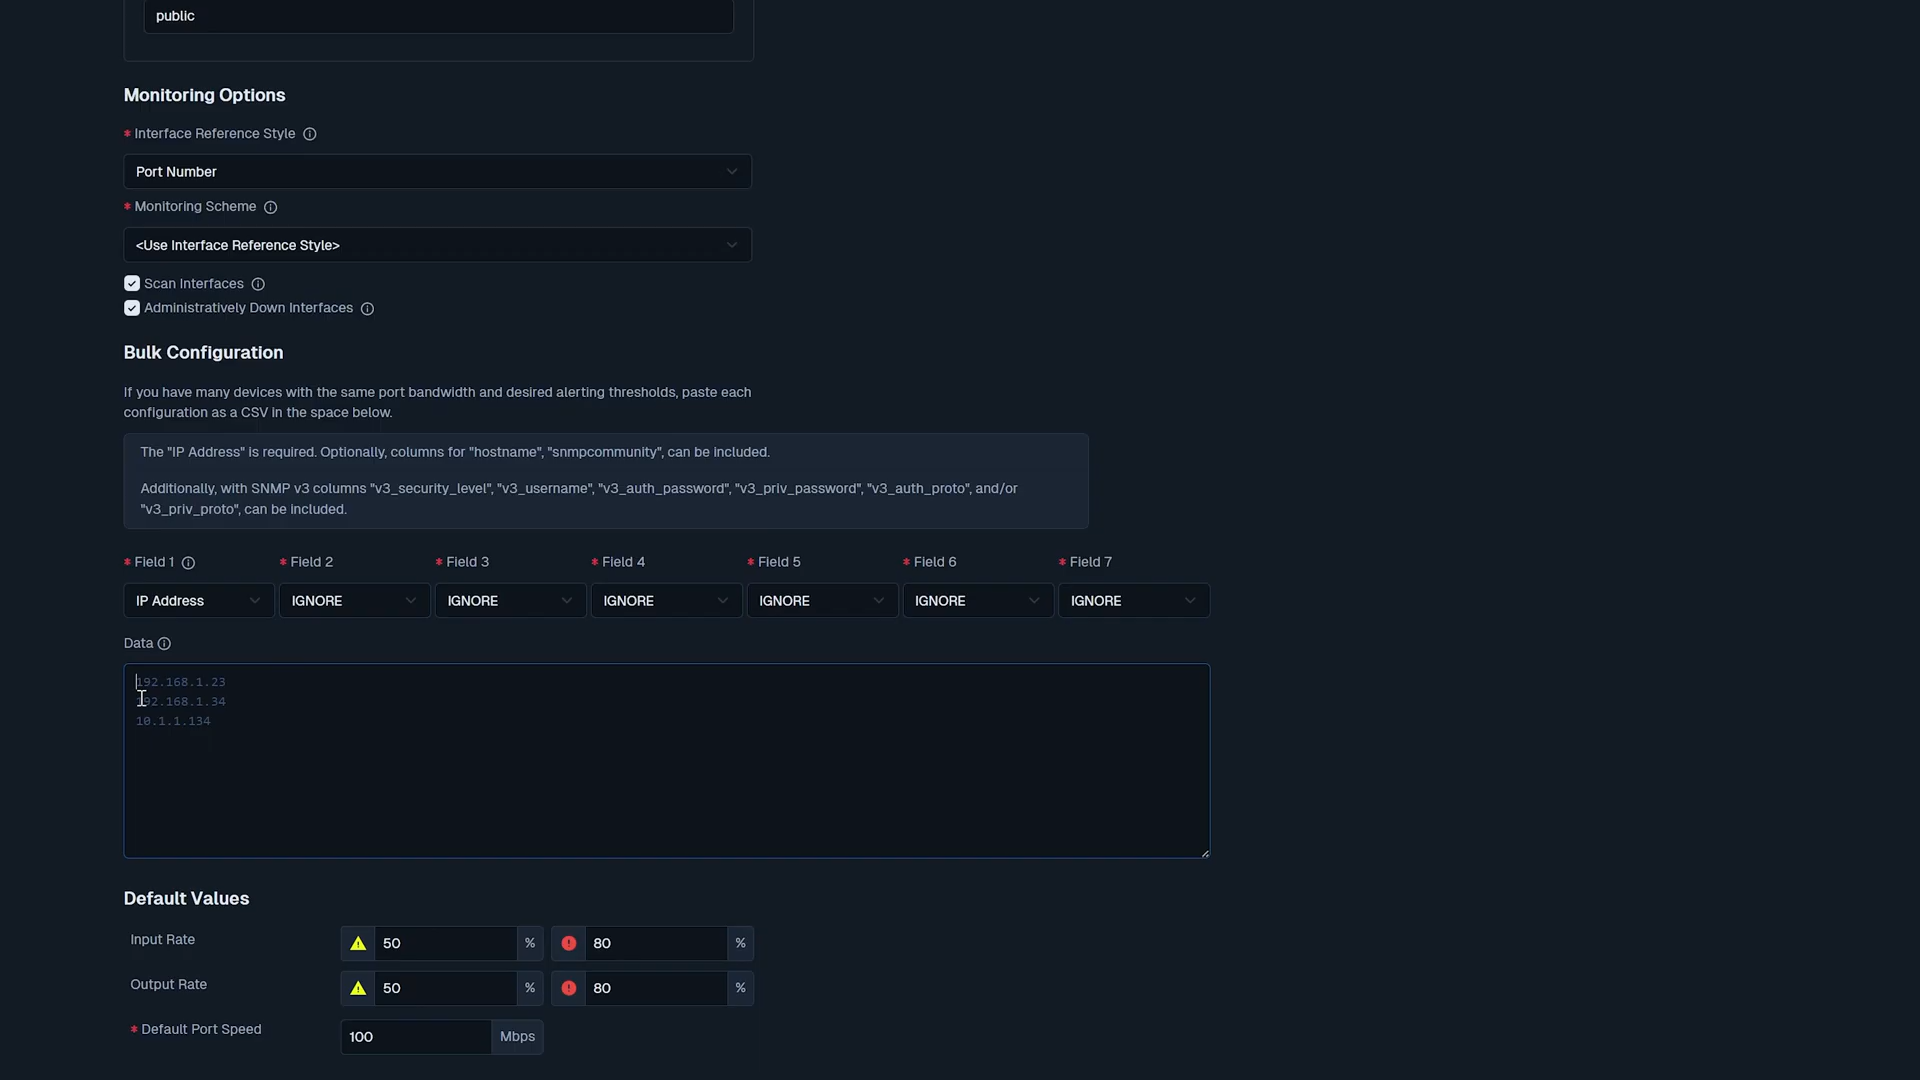 public
Monitoring Options
* Interface Reference Style
Port Number
* Monitoring Scheme
<Use Interface Reference Style>
Scan Interfaces
Administratively Down Interfaces
Bulk Configuration
If you have many devices with the same port bandwidth and desired alerting thresholds, paste each
configuration as a CSV in the space below.
The "IP Address" is required. Optionally, columns for "hostname", "snmpcommunity", can be included.
Additionally, with SNMP v3 columns "v3_security_level", "v3_username", "v3_auth_password", "v3_priv_password", "v3_auth_proto", and/or
"v3_priv_proto", can be included.
* Field 1 * Field 2 * Field 3 * Field 4 * Field 5 * Field 6 * Field 7
IP Address IGNORE IGNORE IGNORE IGNORE IGNORE IGNORE
Data
192.168.1.23
192.168.1.34
10.1.1.134
Default Values
Input Rate 50 % 80 %
Output Rate 50 % 80 %
* Default Port Speed 100 Mbps